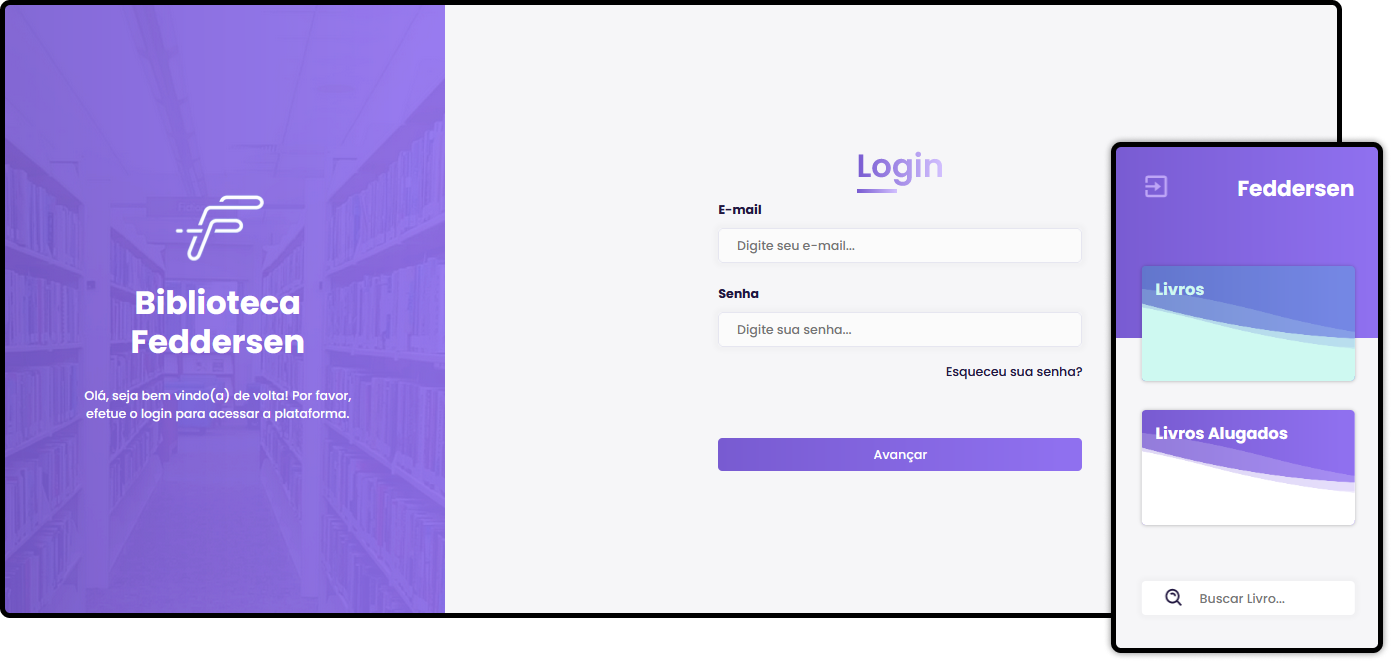 Biblioteca
Feddersen
Olá, seja bem vindo(a) de volta! Por favor,
efetue o login para acessar a plataforma.
Login
E-mail
Digite seu e-mail...
Senha
Digite sua senha...
Esqueceu sua senha?
Avançar
Feddersen
Livros
Livros Alugados
Buscar Livro...